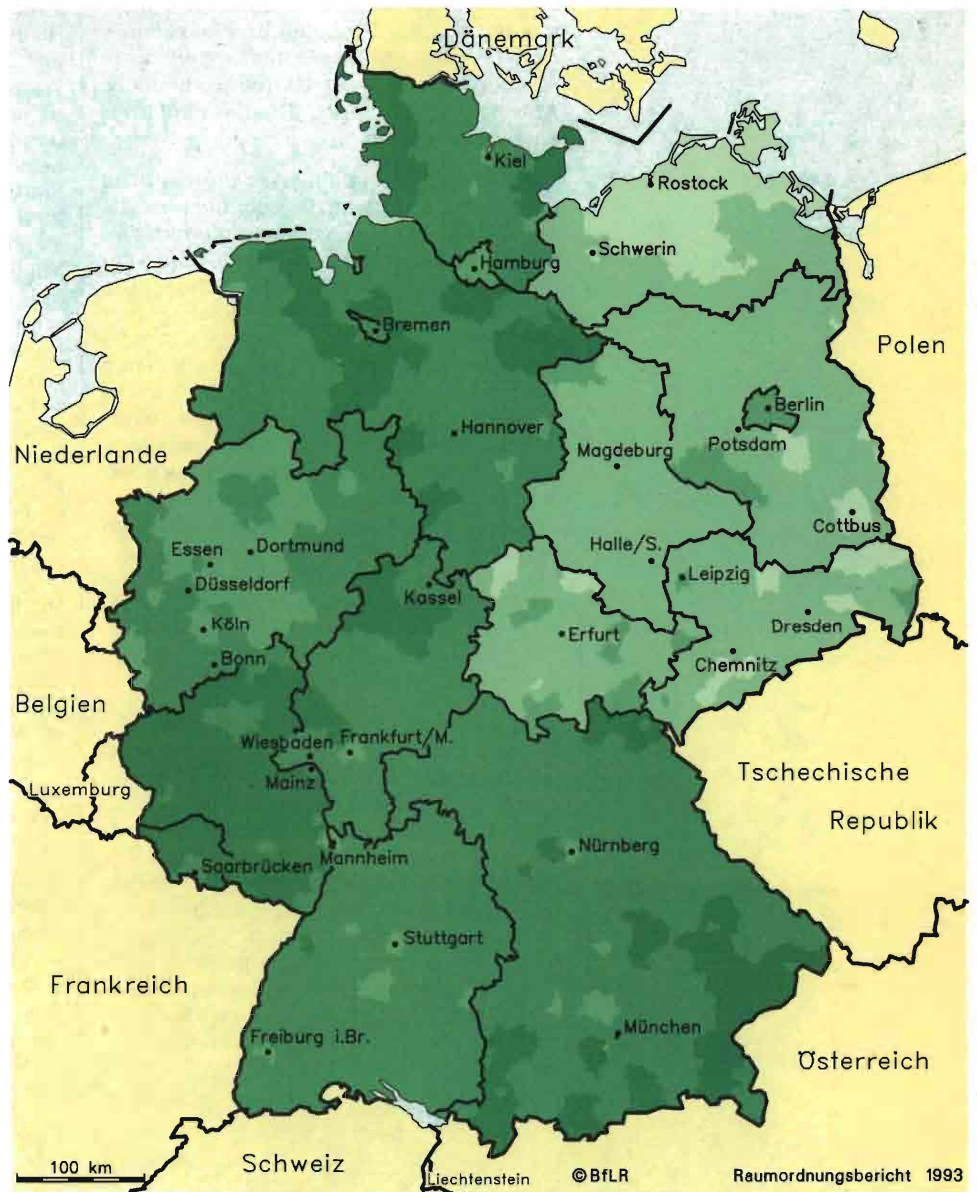 Dänemark
Kiel
Rostock
Schwerin
Hamburg
Bremen
Polen
Berlin
Hannover
Potsdam
Niederlande
Magdeburg
Cottbus
Essen
Dortmund
Halle/S.
Leipzig
Düsseldorf
Kassel
Dresden
Köln
Erfurt
Chemnitz
Bonn
Belgien
Wiesbaden
Frankfurt/M.
Mainz
Luxemburg
Tschechische
Republik
Nürnberg
Mannheim
Saarbrücken
Stuttgart
Frankreich
München
Freiburg i.Br.
Österreich
Schweiz
100 km
Liechtenstein
©BfLR
Raumordnungsbericht 1993